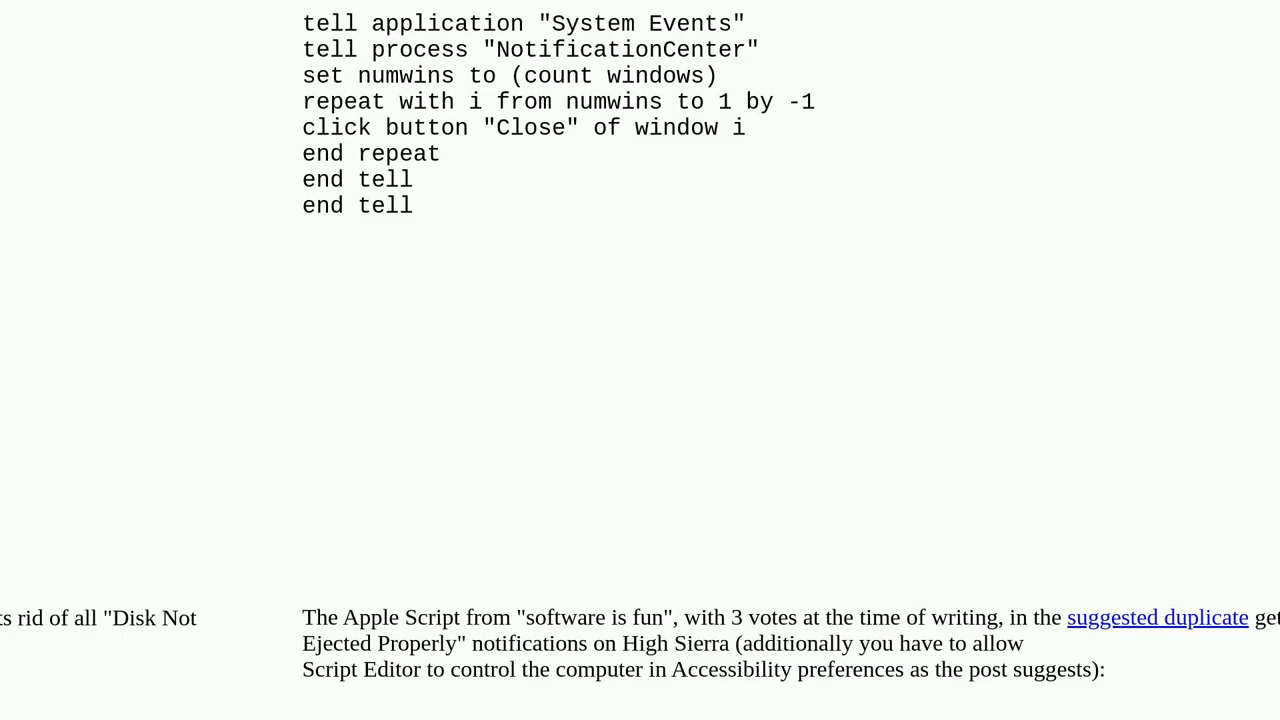 tell application "System Events"
tell process "NotificationCenter"
set numwins to (count windows)
repeat with i from numwins to 1 by -1
click button "Close" of window i
end repeat
end tell
end tell
The Apple Script from "software is fun", with 3 votes at the time of writing, in the suggested duplicate get
ts rid of all "Disk Not
Ejected Properly" notifications on High Sierra (additionally you have to allow
Script Editor to control the computer in Accessibility preferences as the post suggests):